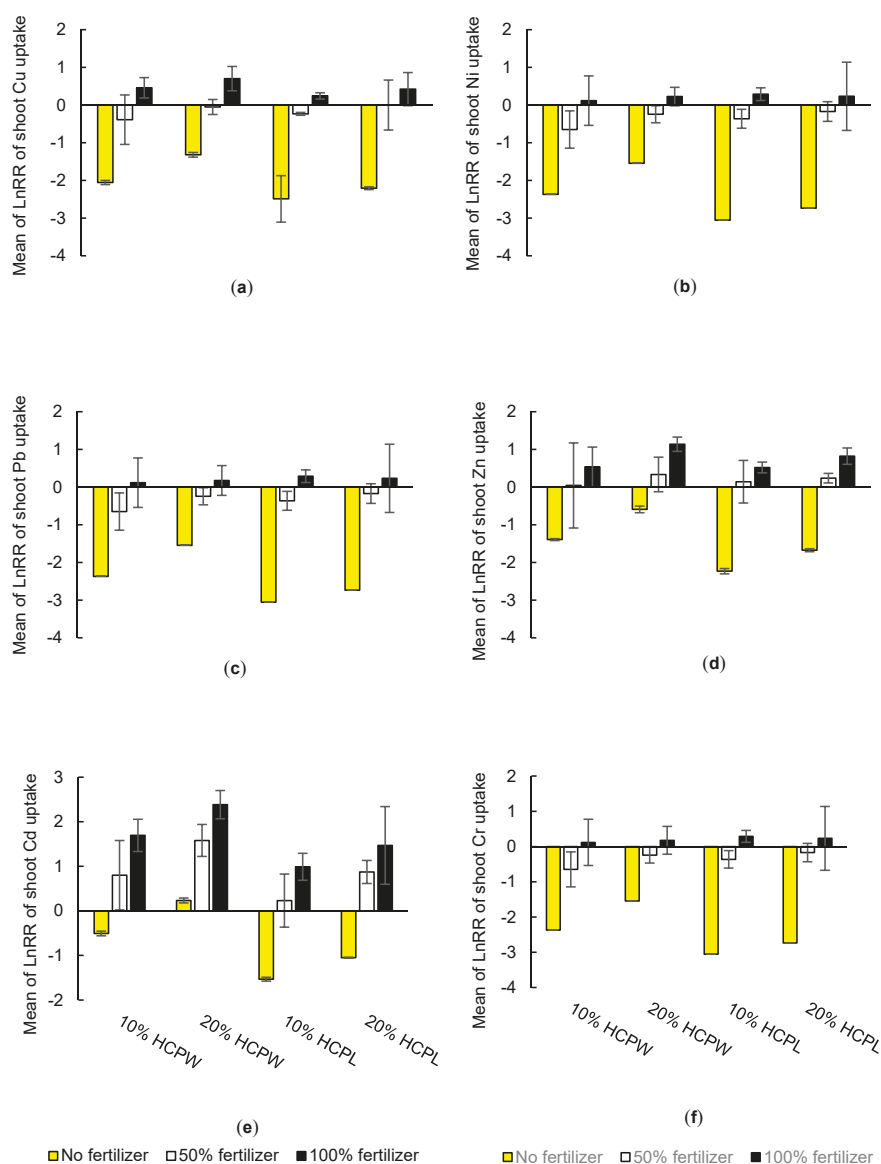 Mean of LnRR of shoot Cu uptake
2
1
0
-1
-2
-3
-4
(a)
Mean of LnRR of shoot Ni uptake
2
1
0
-1
-2
-3
-4
(b)
Mean of LnRR of shoot Pb uptake
2
1
0
-1
-2
-3
-4
(c)
Mean of LnRR of shoot Zn uptake
2
1
0
-1
-2
-3
-4
(d)
Mean of LnRR of shoot Cd uptake
3
2
1
0
-1
-2
10% HCPW
20% HCPW
10% HCPL
20% HCPL
(e)
No fertilizer 50% fertilizer 100% fertilizer
Mean of LnRR of shoot Cr uptake
2
1
0
-1
-2
-3
-4
10% HCPW
20% HCPW
10% HCPL
20% HCPL
(f)
No fertilizer 50% fertilizer 100% fertilizer